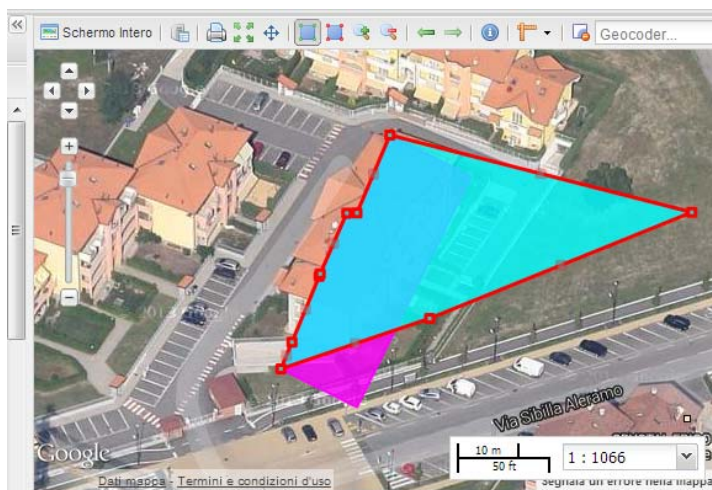 Schermo Intero
Geocoder...
Via Sibilla Aleramo
Google
Dati mappa - Termini e condizioni d'uso
10 m
50 ft
1 : 1066
Segnala un errore nella mappa